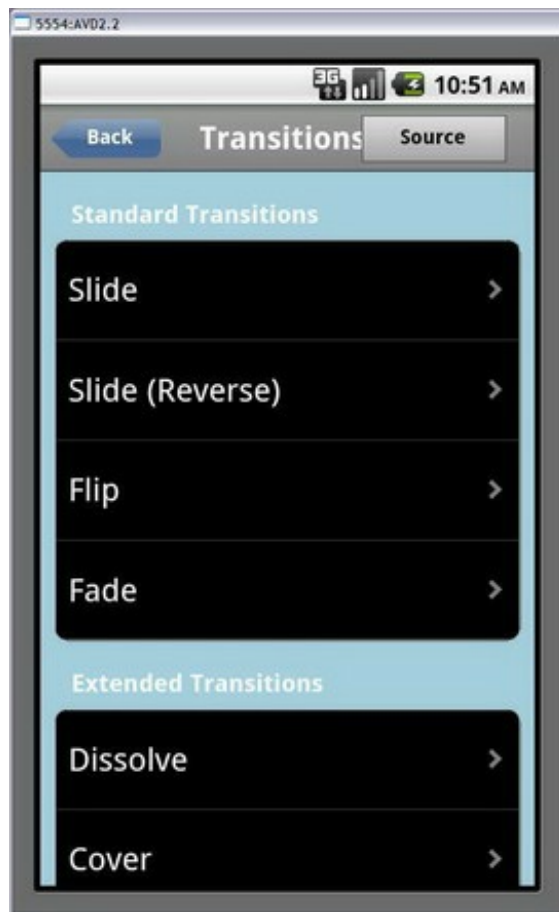 5554:AVD2.2
3G 10:51 AM
Back Transitions Source
Standard Transitions
Slide
Slide (Reverse)
Flip
Fade
Extended Transitions
Dissolve
Cover